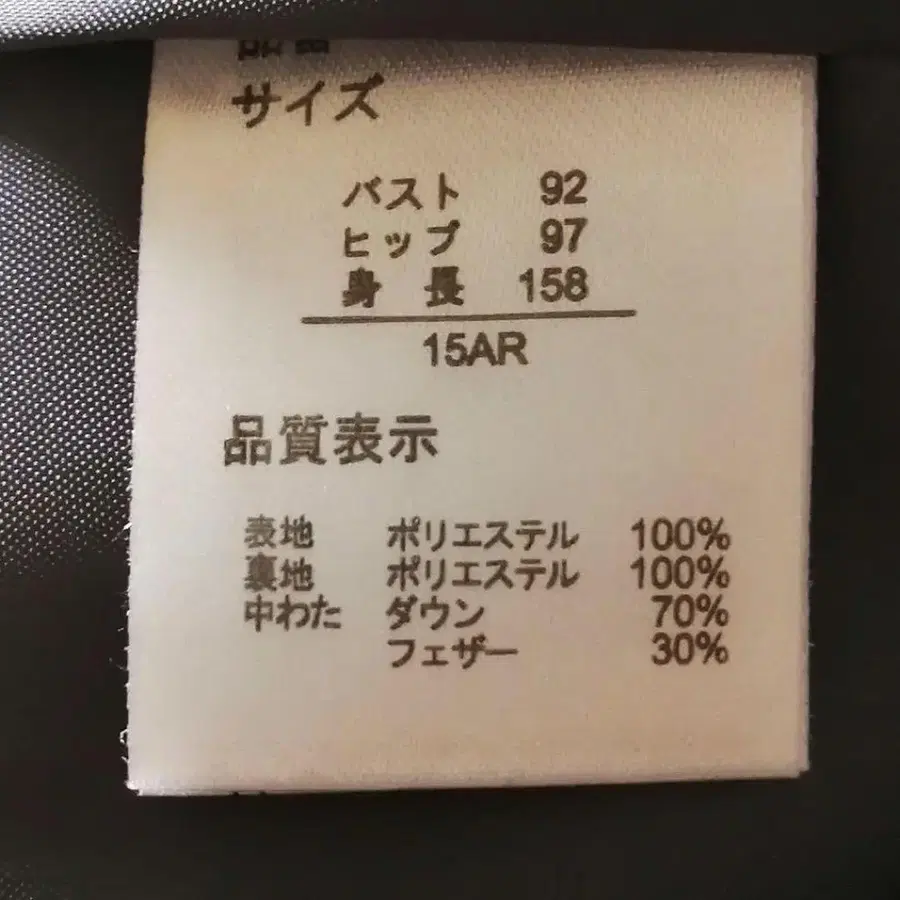 サイズ
バスト 92
ヒップ 97
身長 158
15AR
品質表示
表地 ポリエステル 100%
裏地 ポリエステル 100%
中わた ダウン 70%
フェザー 30%